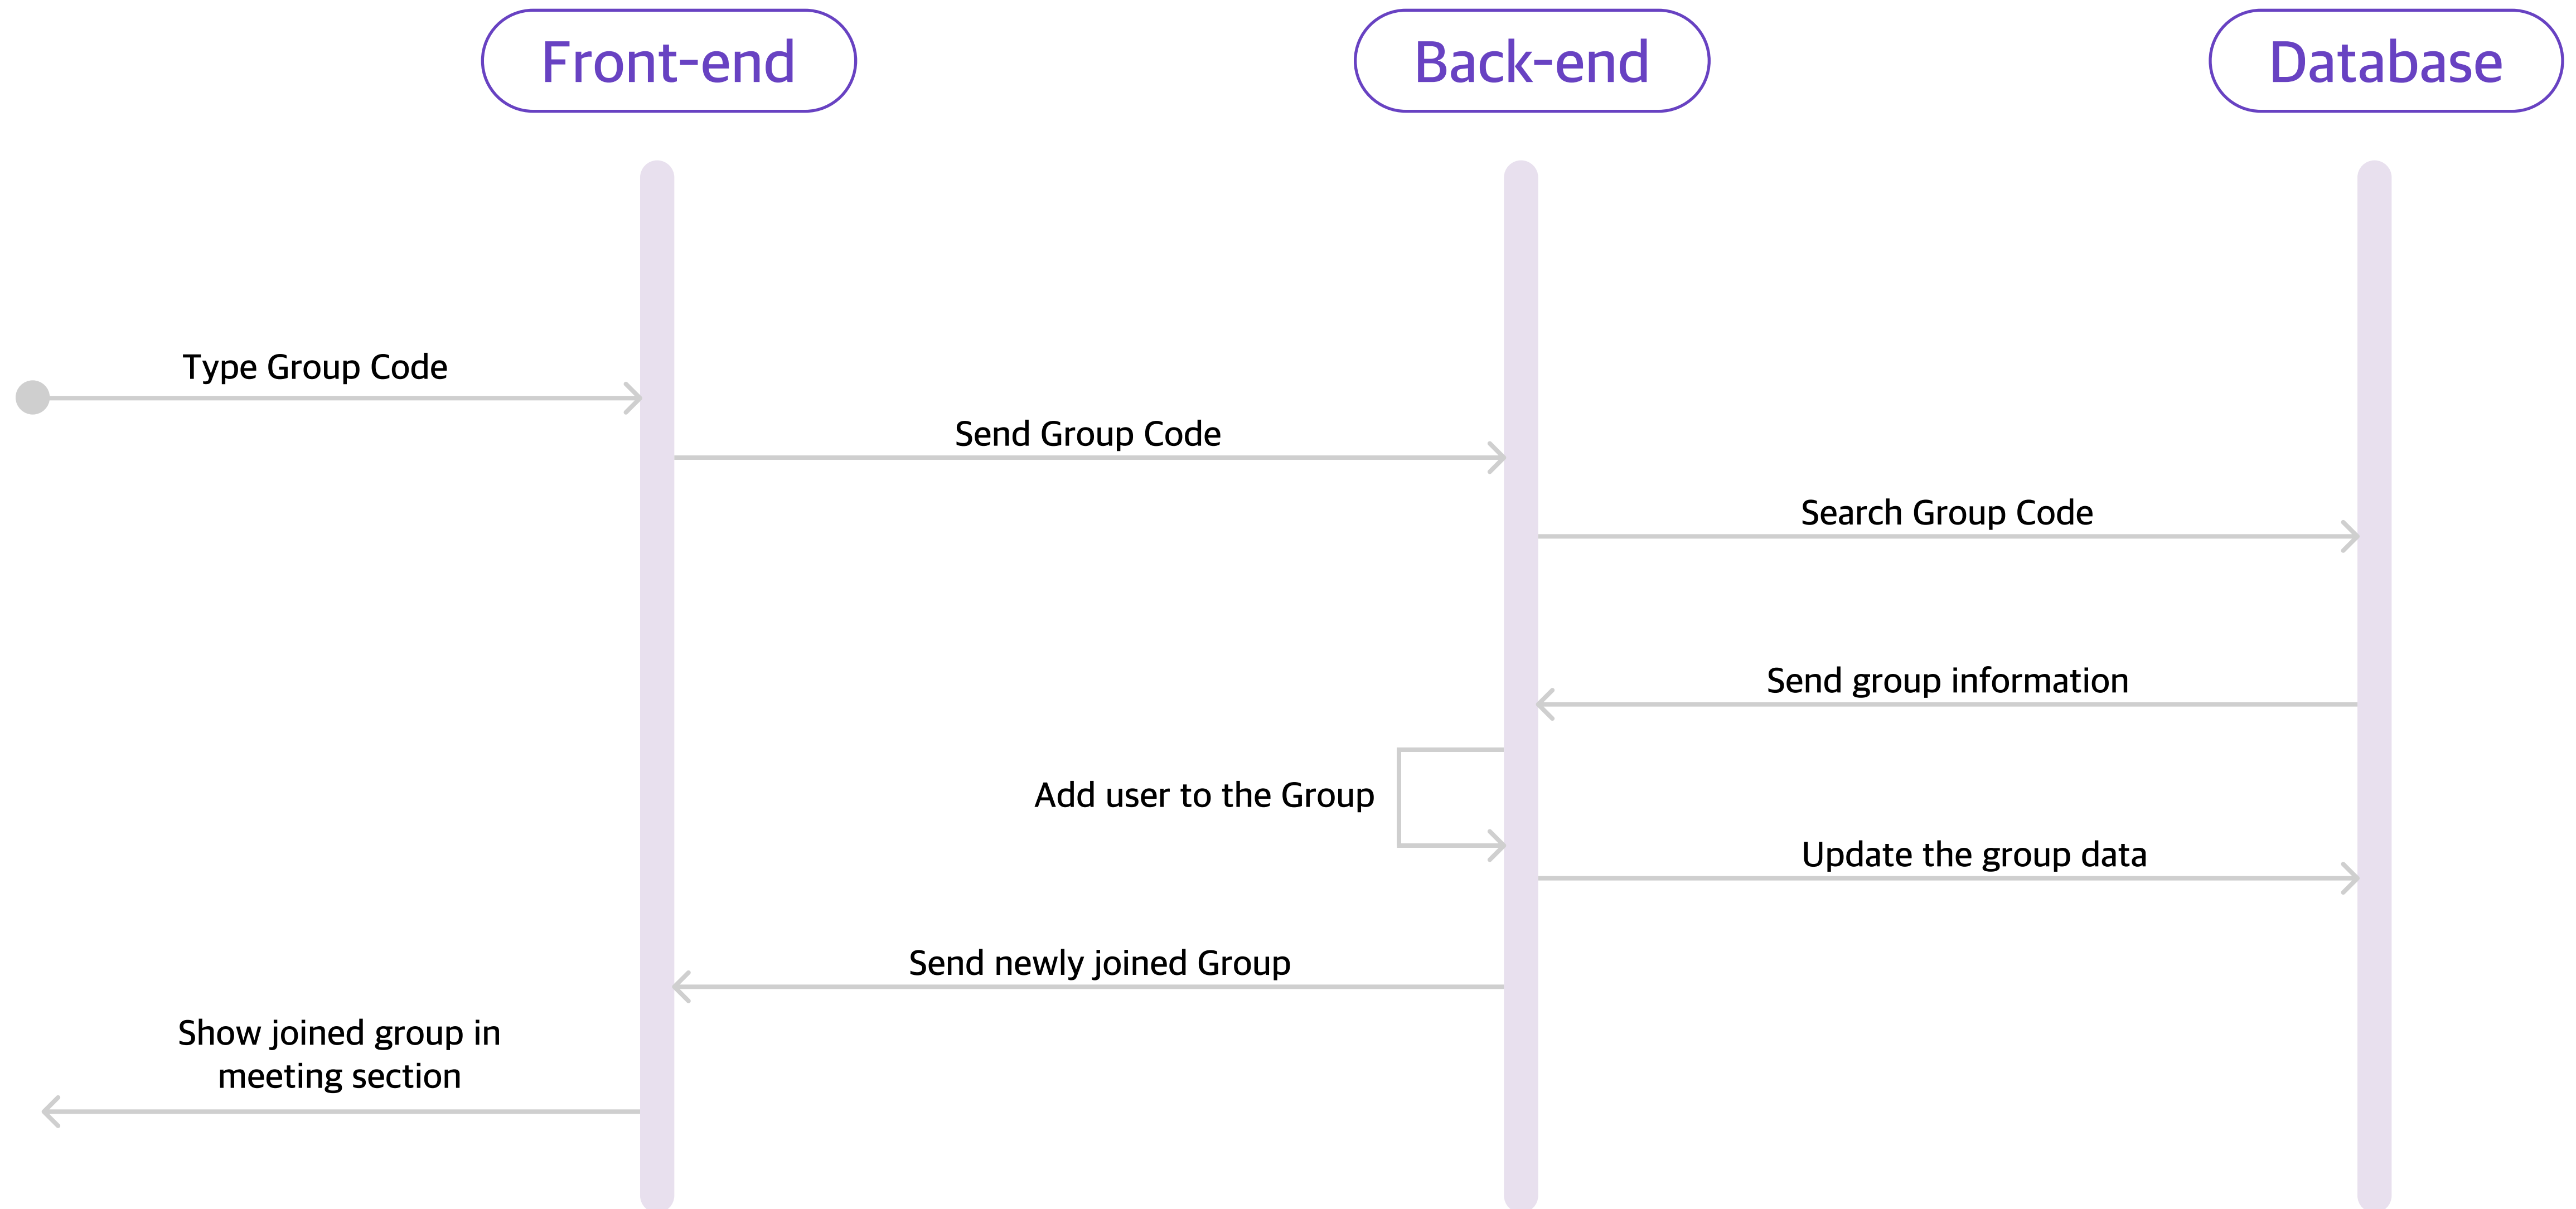 Front-end
Back-end
Database
Type Group Code
Send Group Code
Search Group Code
Send group information
Add user to the Group
Update the group data
Send newly joined Group
Show joined group in
meeting section